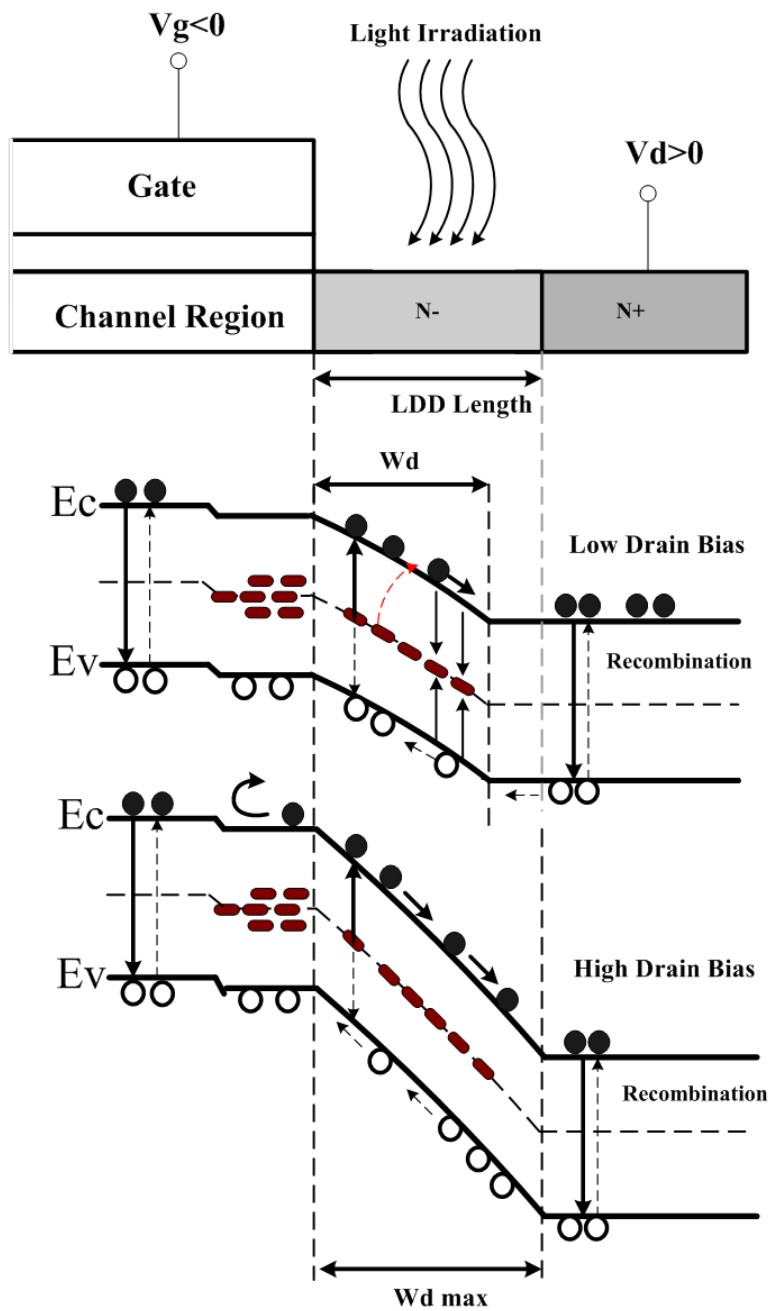 Vg<0
Light Irradiation
Vd>0
Gate
Channel Region
N-
N+
LDD Length
Wd
Ec
Low Drain Bias
Ev
Recombination
Ec
Ev
High Drain Bias
Recombination
Wd max